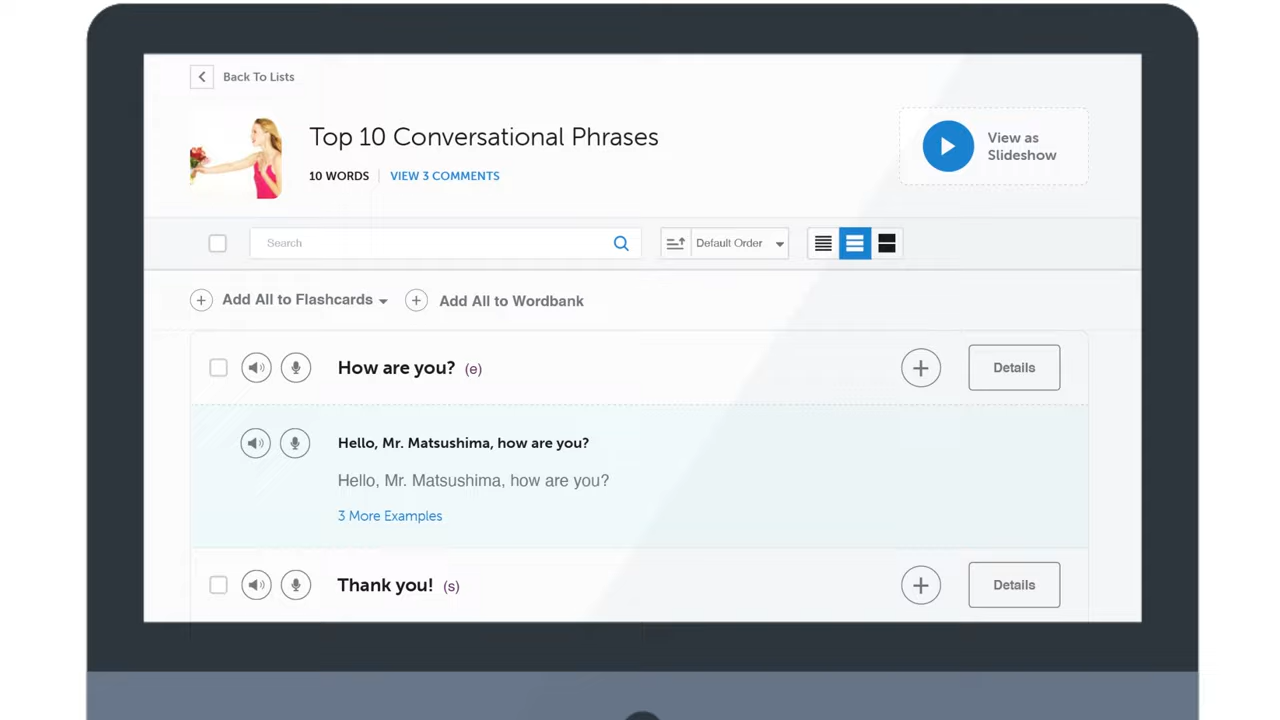 Back To Lists
Top 10 Conversational Phrases
10 WORDS VIEW 3 COMMENTS
View as
Slideshow
Search
Default Order
Add All to Flashcards
Add All to Wordbank
How are you? (e)
Details
Hello, Mr. Matsushima, how are you?
Hello, Mr. Matsushima, how are you?
3 More Examples
Thank you! (s)
Details